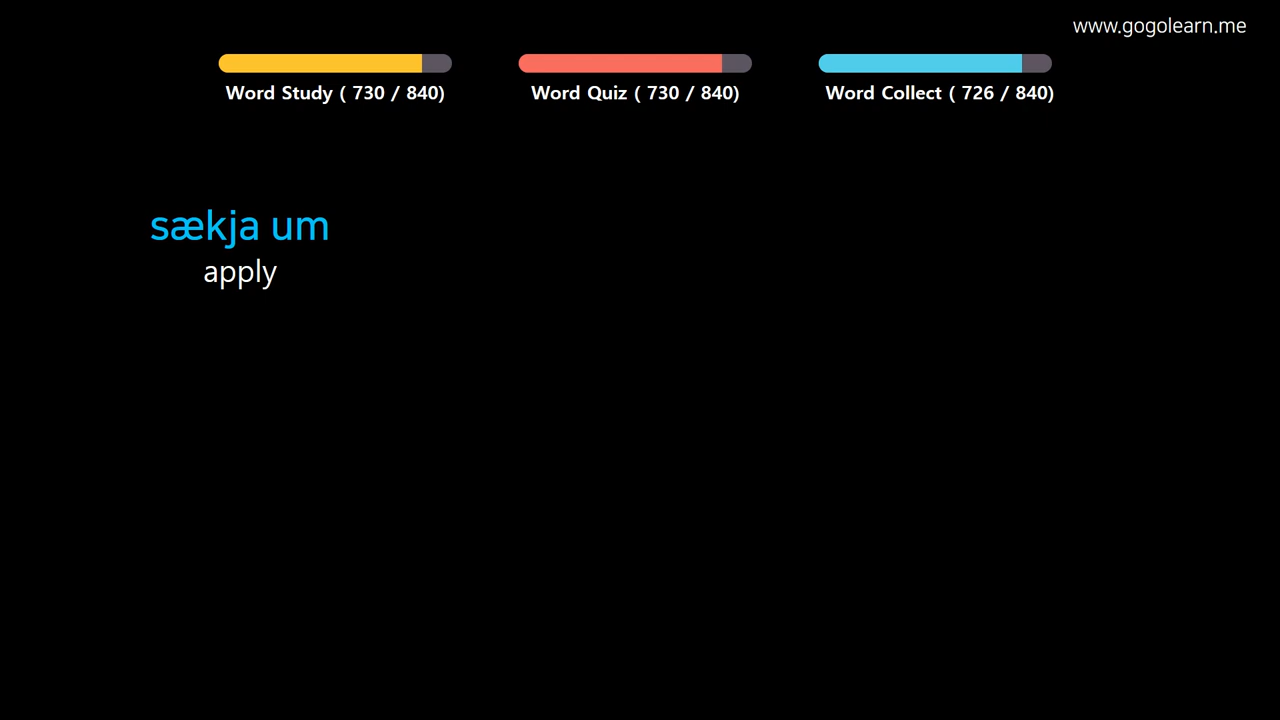 www.gogolearn.me
Word Study ( 730 / 840)
Word Quiz ( 730 / 840)
Word Collect ( 726 / 840)
sækja um
apply